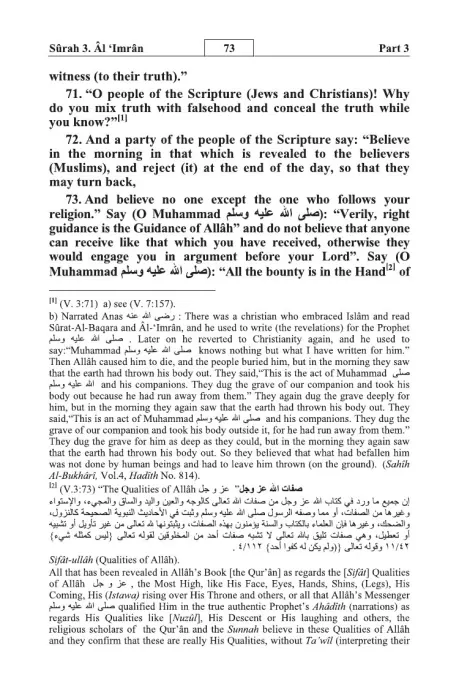 Sûrah 3. Âl ‘Imrân 73 Part 3
witness (to their truth).”
71. “O people of the Scripture (Jews and Christians)! Why
do you mix truth with falsehood and conceal the truth while
you know?”[1]
72. And a party of the people of the Scripture say: “Believe
in the morning in that which is revealed to the believers
(Muslims), and reject (it) at the end of the day, so that they
may turn back,
73. And believe no one except the one who follows your
religion.” Say (O Muhammad صلى الله عليه وسلم): “Verily, right
guidance is the Guidance of Allâh” and do not believe that anyone
can receive like that which you have received, otherwise they
would engage you in argument before your Lord”. Say (O
Muhammad صلى الله عليه وسلم): “All the bounty is in the Hand[2] of
[1] (V. 3:71) a) see (V. 7:157).
b) Narrated Anas رضى الله عنه : There was a christian who embraced Islâm and read
Sûrat-Al-Baqara and Âl-‘Imrân, and he used to write (the revelations) for the Prophet
صلى الله عليه وسلم . Later on he reverted to Christianity again, and he used to
say:“Muhammad صلى الله عليه وسلم knows nothing but what I have written for him.”
Then Allâh caused him to die, and the people buried him, but in the morning they saw
that the earth had thrown his body out. They said,“This is the act of Muhammad صلى
الله عليه وسلم and his companions. They dug the grave of our companion and took his
body out because he had run away from them.” They again dug the grave deeply for
him, but in the morning they again saw that the earth had thrown his body out. They
said,“This is an act of Muhammad صلى الله عليه وسلم and his companions. They dug the
grave of our companion and took his body outside it, for he had run away from them.”
They dug the grave for him as deep as they could, but in the morning they again saw
that the earth had thrown his body out. So they believed that what had befallen him
was not done by human beings and had to leave him thrown (on the ground). (Sahîh
Al-Bukhârî, Vol.4, Hadîth No. 814).
[2] (V.3:73) “The Qualities of Allâh عز و جل” صفات الله عز وجل
إن جميع ما ورد في كتاب الله عز وجل من صفات الله تعالى كالوجه والعين واليد والساق والمجيء، والإستواء
وغيرها من الصفات، أو مما وصفه الرسول صلى الله عليه وسلم وثبت في الأحاديث النبوية الصحيحة كالنزول،
والضحك، وغيرها فإن العلماء بالكتاب والسنة يؤمنون بهذه الصفات، ويثبتونها لله تعالى من غير تأويل أو تشبيه
أو تعطيل، وهي صفات تليق بالله تعالى لا تشبه صفات أحد من المخلوقين لقوله تعالى {ليس كمثله شيء}
١١/٤٢ وقوله تعالى {ولم يكن له كفوا أحد} ٤/١١٢ .
Sifât-ullâh (Qualities of Allâh).
All that has been revealed in Allâh’s Book [the Qur’ân] as regards the [Sifât] Qualities
of Allâh عز و جل , the Most High, like His Face, Eyes, Hands, Shins, (Legs), His
Coming, His (Istawa) rising over His Throne and others, or all that Allâh’s Messenger
صلى الله عليه وسلم qualified Him in the true authentic Prophet’s Ahâdîth (narrations) as
regards His Qualities like [Nuzûl], His Descent or His laughing and others, the
religious scholars of the Qur’ân and the Sunnah believe in these Qualities of Allâh
and they confirm that these are really His Qualities, without Ta’wîl (interpreting their